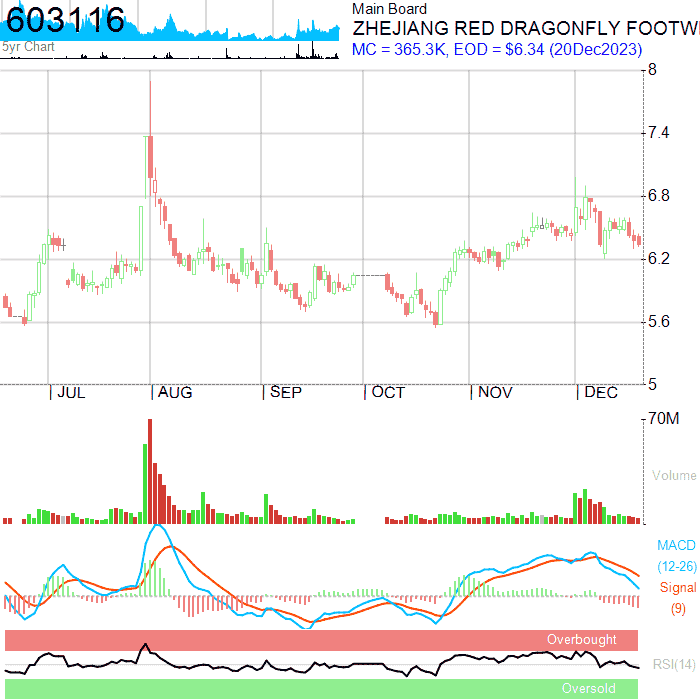 603116
5yr Chart
Main Board
ZHEJIANG RED DRAGONFLY FOOTW
MC = 365.3K, EOD = $6.34 (20Dec2023)
8
7.4
6.8
6.2
5.6
5
JUL AUG SEP OCT NOV DEC
70M
Volume
MACD
(12-26)
Signal
(9)
Overbought
RSI(14)
Oversold